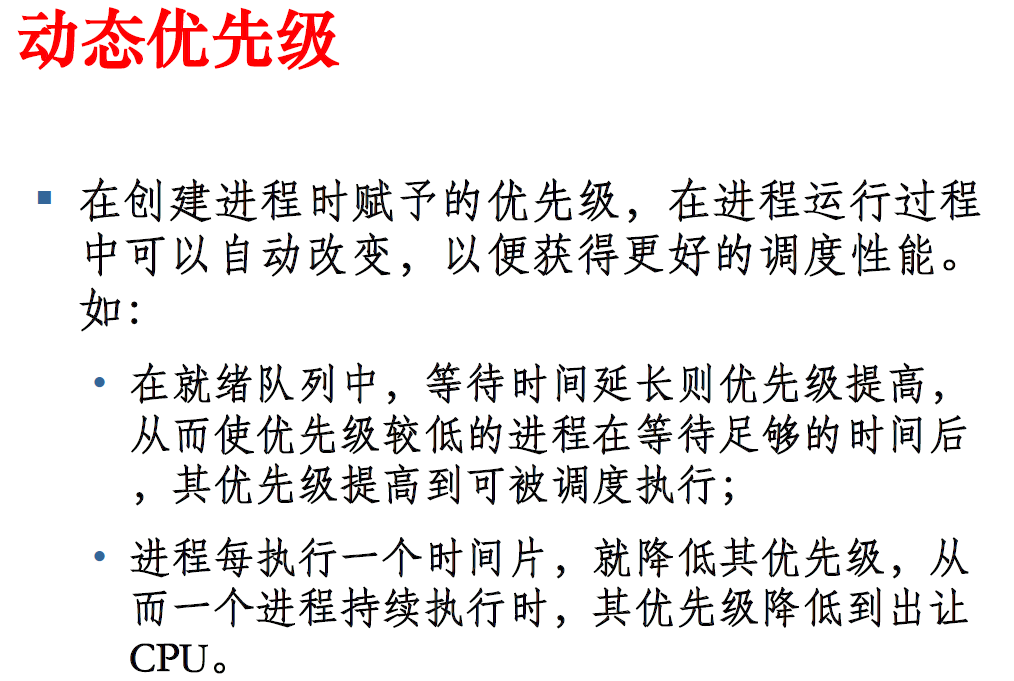 动态优先级
在创建进程时赋予的优先级，在进程运行过程
中可以自动改变，以便获得更好的调度性能。
如：
在就绪队列中，等待时间延长则优先级提高，
从而使优先级较低的进程在等待足够的时间后
，其优先级提高到可被调度执行；
进程每执行一个时间片，就降低其优先级，从
而一个进程持续执行时，其优先级降低到出让
CPU。